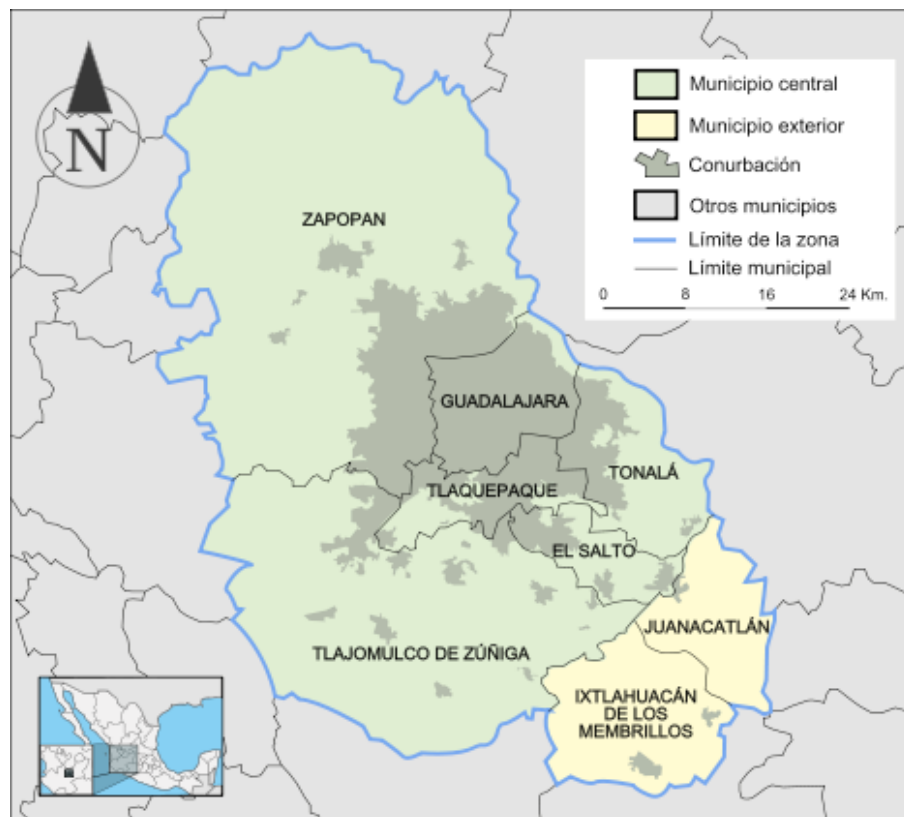 N
Municipio central
Municipio exterior
Conurbación
Otros municipios
Límite de la zona
Límite municipal
0 8 16 24 Km.
ZAPOPAN
GUADALAJARA
TONALÁ
TLAQUEPAQUE
EL SALTO
JUANACATLÁN
TLAJOMULCO DE ZÚÑIGA
IXTLAHUACÁN
DE LOS
MEMBRILLOS